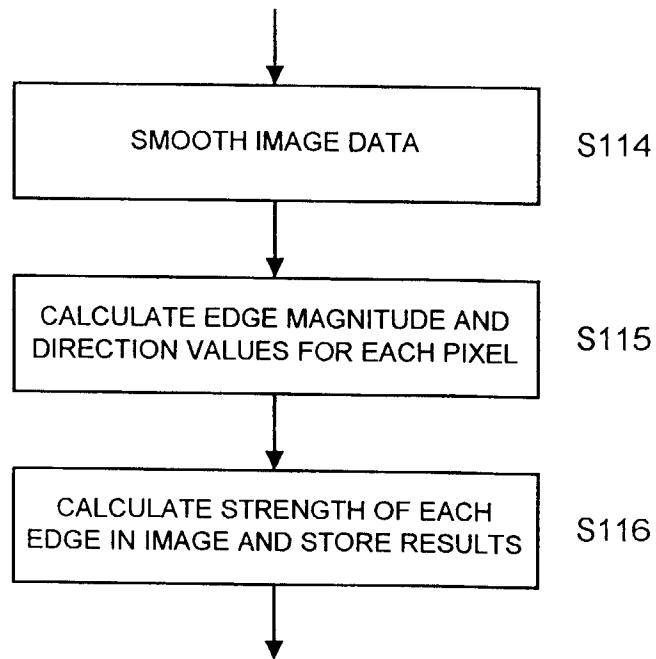 SMOOTH IMAGE DATA
S114
CALCULATE EDGE MAGNITUDE AND
DIRECTION VALUES FOR EACH PIXEL
S115
CALCULATE STRENGTH OF EACH
EDGE IN IMAGE AND STORE RESULTS
S116